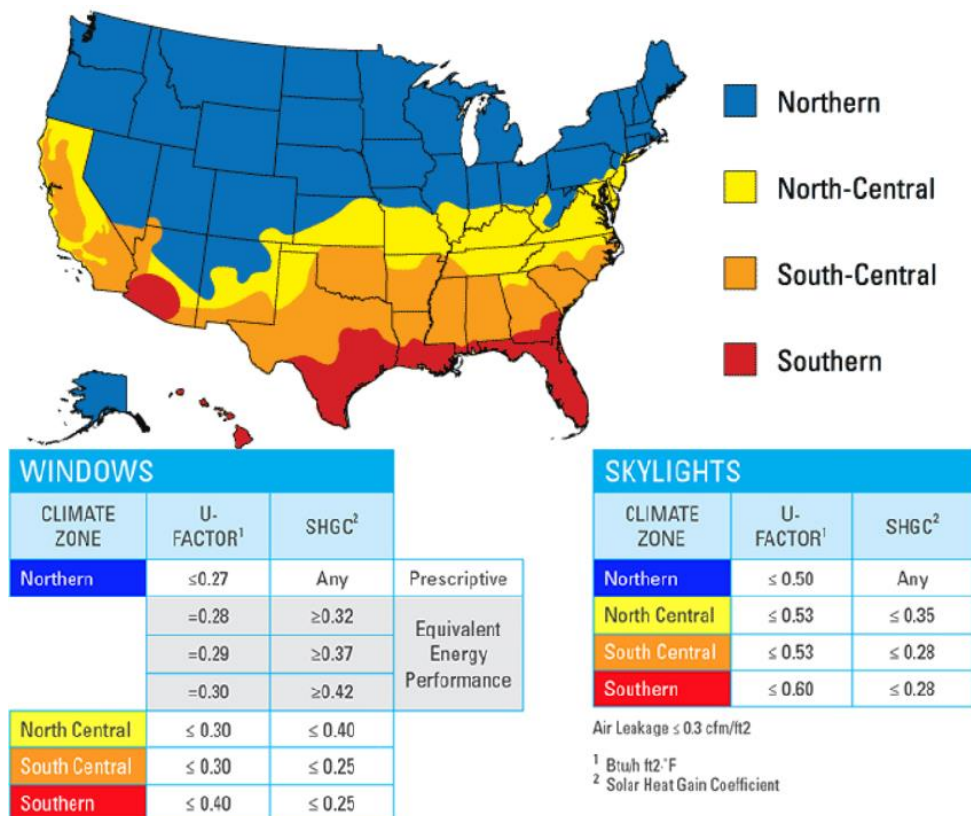 Northern
North-Central
South-Central
Southern
WINDOWS
CLIMATE ZONE U-FACTOR¹ SHGC²
Northern ≤0.27 Any Prescriptive
=0.28 ≥0.32
=0.29 ≥0.37
=0.30 ≥0.42
Equivalent
Energy
Performance
North Central ≤ 0.30 ≤ 0.40
South Central ≤ 0.30 ≤ 0.25
Southern ≤ 0.40 ≤ 0.25
SKYLIGHTS
CLIMATE ZONE U-FACTOR¹ SHGC²
Northern ≤ 0.50 Any
North Central ≤ 0.53 ≤ 0.35
South Central ≤ 0.53 ≤ 0.28
Southern ≤ 0.60 ≤ 0.28
Air Leakage ≤ 0.3 cfm/ft2
¹ Btu/h ft2·°F
² Solar Heat Gain Coefficient